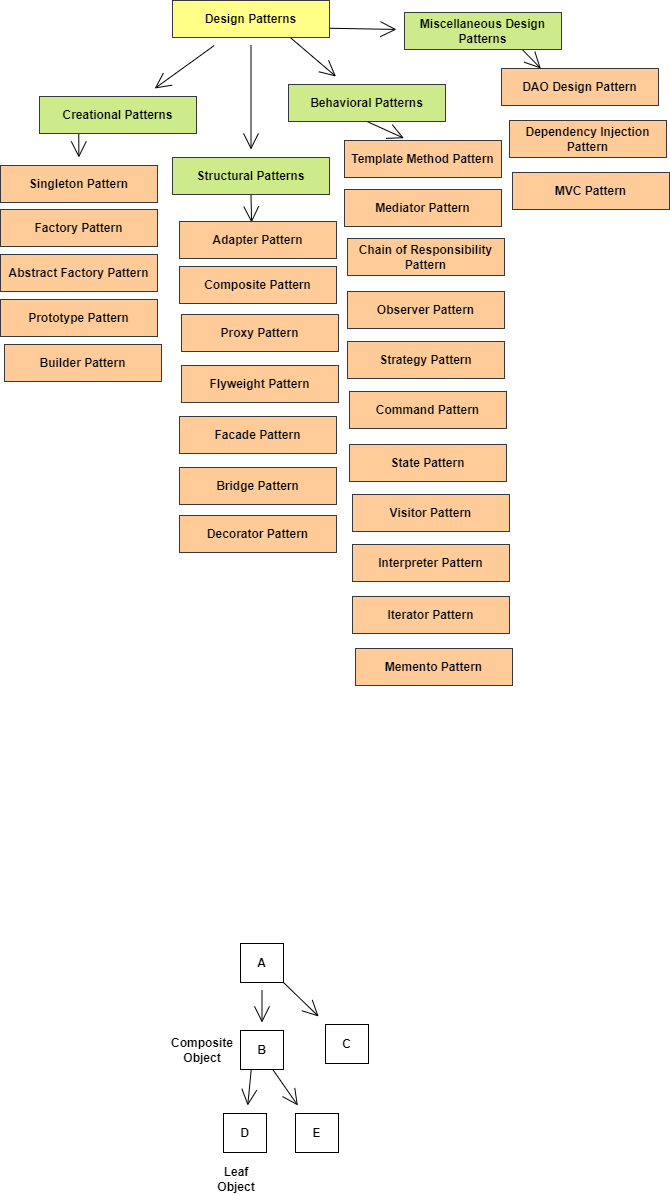 Design Patterns
Miscellaneous Design
Patterns
Creational Patterns
Singleton Pattern
Factory Pattern
Abstract Factory Pattern
Prototype Pattern
Builder Pattern
Structural Patterns
Adapter Pattern
Composite Pattern
Proxy Pattern
Flyweight Pattern
Facade Pattern
Bridge Pattern
Decorator Pattern
Behavioral Patterns
Template Method Pattern
Mediator Pattern
Chain of Responsibility
Pattern
Observer Pattern
Strategy Pattern
Command Pattern
State Pattern
Visitor Pattern
Interpreter Pattern
Iterator Pattern
Memento Pattern
DAO Design Pattern
Dependency Injection
Pattern
MVC Pattern
A
Composite
Object
B
C
D
E
Leaf
Object